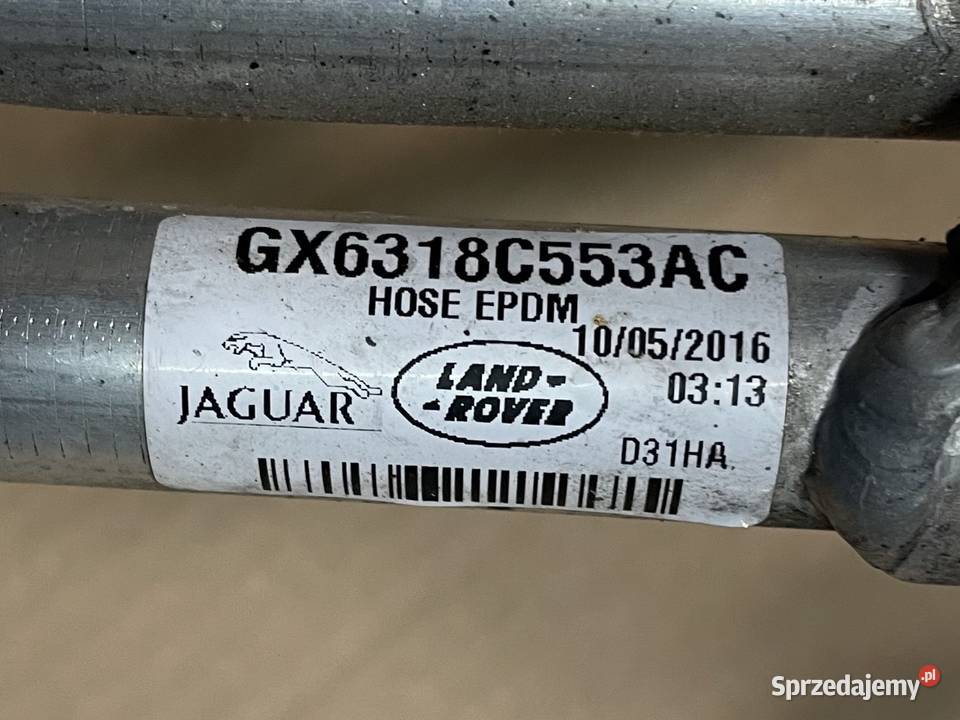 GX6318C553AC
HOSE EPDM
10/05/2016
03:13
JAGUAR
LAND-
-ROVER
D31HA
Sprzedajemy.pl